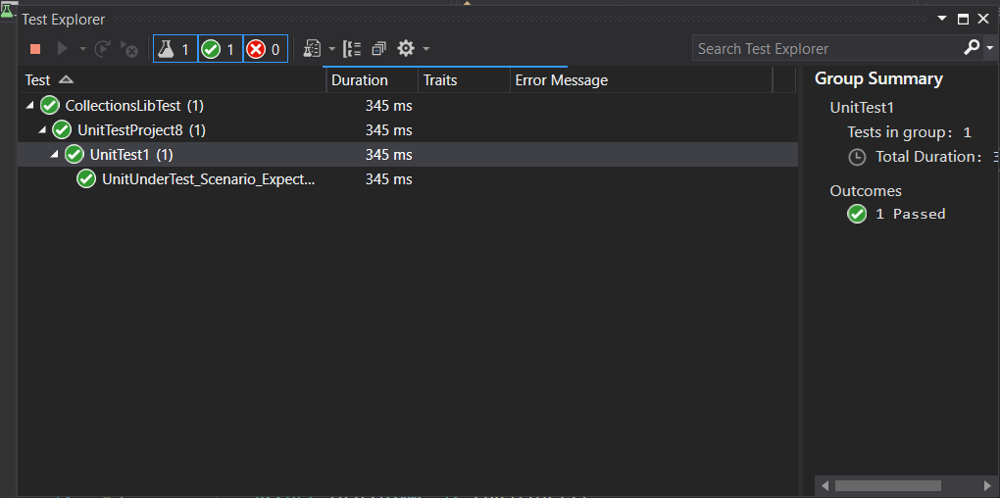 Test Explorer
1 1 0
Search Test Explorer
Test Duration Traits Error Message
CollectionsLibTest (1) 345 ms
UnitTestProject8 (1) 345 ms
UnitTest1 (1) 345 ms
UnitUnderTest_Scenario_Expect... 345 ms
Group Summary
UnitTest1
Tests in group: 1
Total Duration:
Outcomes
1 Passed